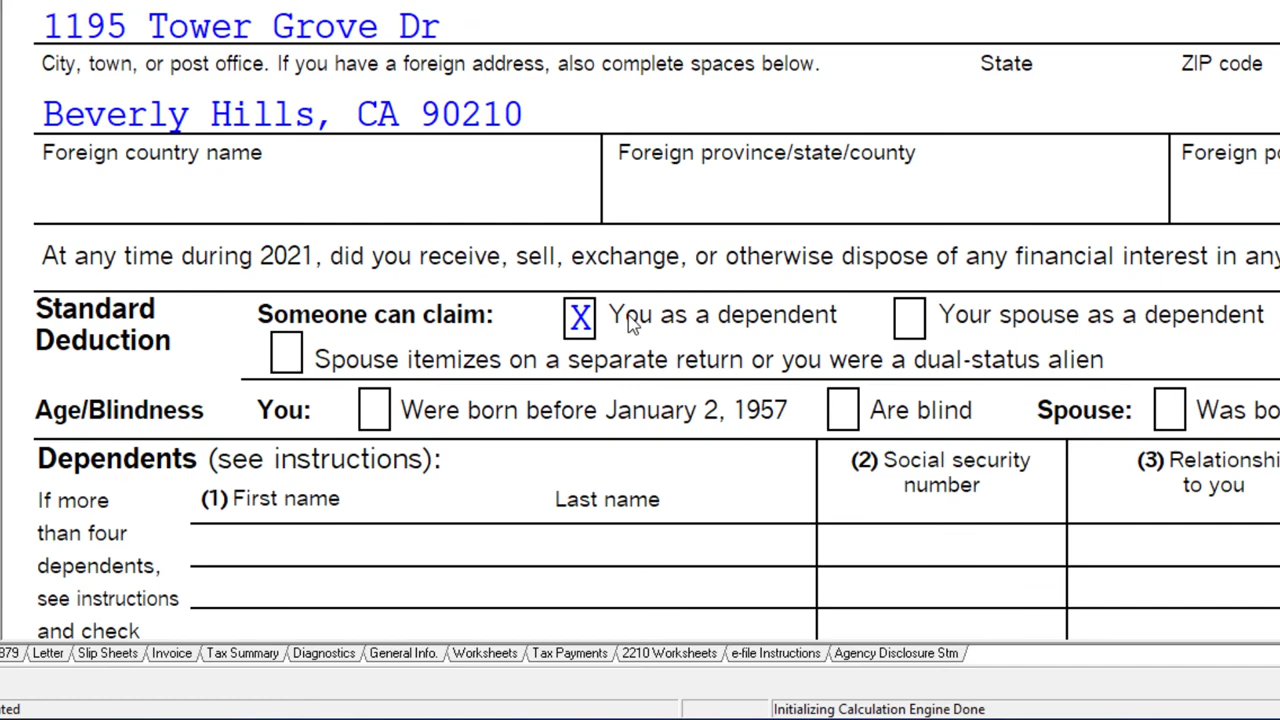 1195 Tower Grove Dr
City, town, or post office. If you have a foreign address, also complete spaces below. State ZIP code
Beverly Hills, CA 90210
Foreign country name Foreign province/state/county Foreign po
At any time during 2021, did you receive, sell, exchange, or otherwise dispose of any financial interest in any
Standard Deduction
Someone can claim: X You as a dependent Your spouse as a dependent
Spouse itemizes on a separate return or you were a dual-status alien
Age/Blindness You: Were born before January 2, 1957 Are blind Spouse: Was bo
Dependents (see instructions):
(2) Social security number
(3) Relationshi
to you
(1) First name Last name
If more
than four
dependents,
see instructions
and check
879 Letter Slip Sheets Invoice Tax Summary Diagnostics General Info. Worksheets Tax Payments 2210 Worksheets e-file Instructions Agency Disclosure Stm
ted Initializing Calculation Engine Done